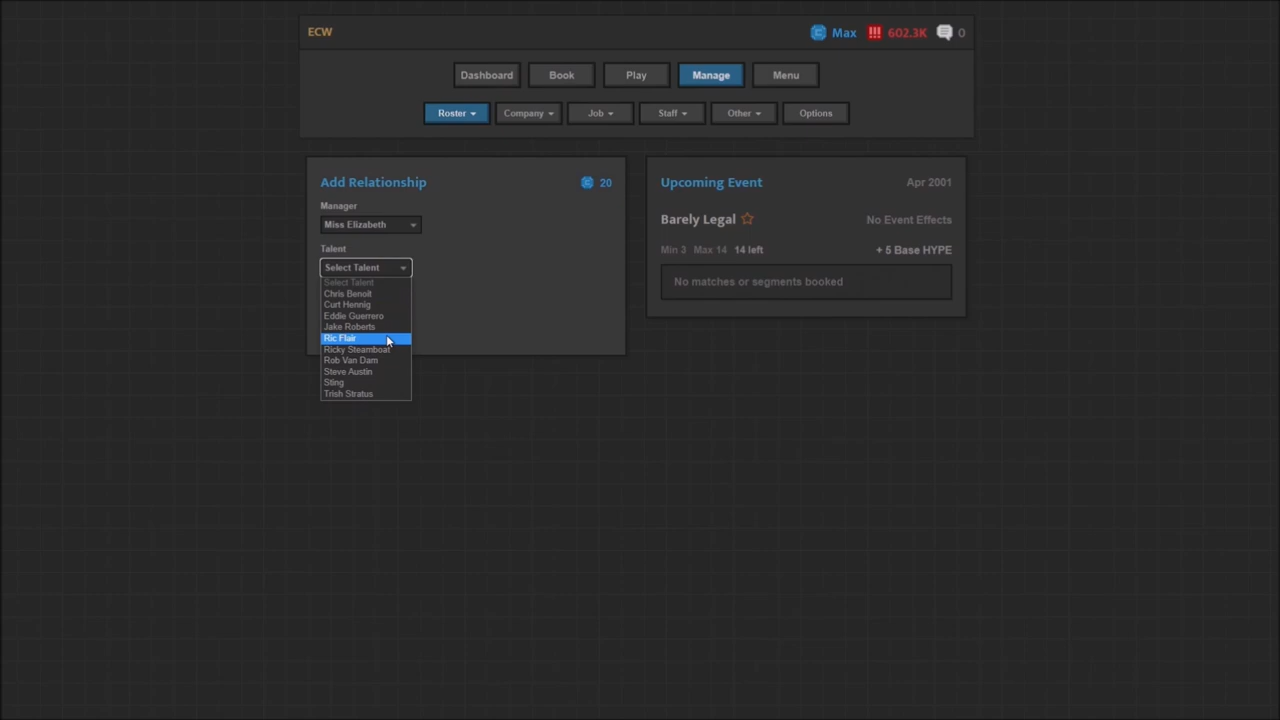 ECW
Max 602.3K 0
Dashboard Book Play Manage Menu
Roster Company Job Staff Other Options
Add Relationship 20
Manager
Miss Elizabeth
Talent
Select Talent
Select Talent
Chris Benoit
Curt Hennig
Eddie Guerrero
Jake Roberts
Ric Flair
Ricky Steamboat
Rob Van Dam
Steve Austin
Sting
Trish Stratus
Upcoming Event Apr 2001
Barely Legal No Event Effects
Min 3 Max 14 14 left + 5 Base HYPE
No matches or segments booked